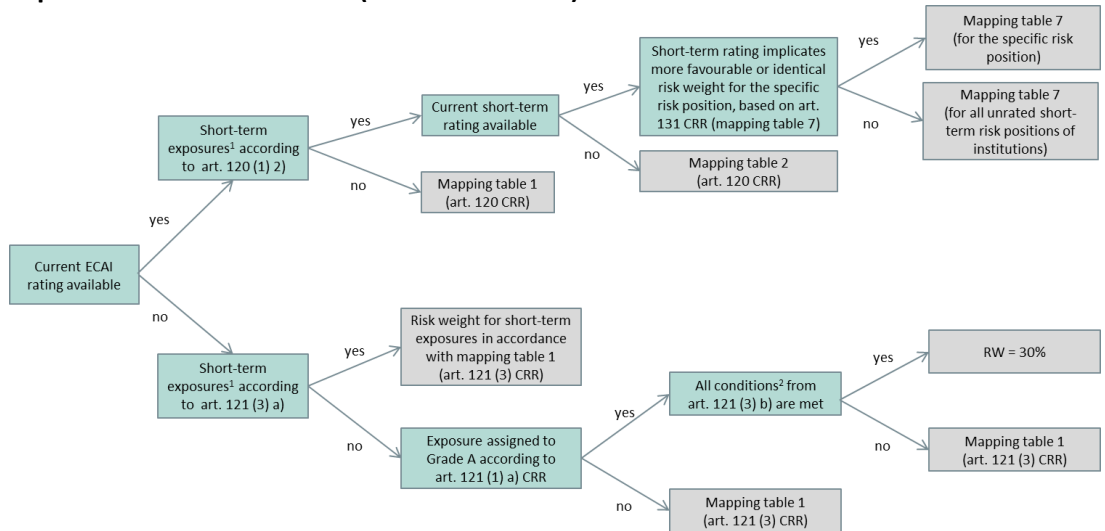 Mapping table 7
(for the specific risk
position)
yes
Short-term rating implicates
more favourable or identical
risk weight for the specific
risk position, based on art.
131 CRR (mapping table 7)
yes
Current short-term
rating available
no
Mapping table 7
(for all unrated short-
term risk positions of
institutions)
yes
Short-term
exposures¹ according
to art. 120 (1) 2)
no
Mapping table 2
(art. 120 CRR)
no
Mapping table 1
(art. 120 CRR)
yes
Current ECAI
rating available
no
Short-term
exposures¹ according
to art. 121 (3) a)
yes
Risk weight for short-term
exposures in accordance
with mapping table 1
(art. 121 (3) CRR)
no
Exposure assigned to
Grade A according to
art. 121 (1) a) CRR
yes
All conditions² from
art. 121 (3) b) are met
yes
RW = 30%
no
Mapping table 1
(art. 121 (3) CRR)
no
Mapping table 1
(art. 121 (3) CRR)